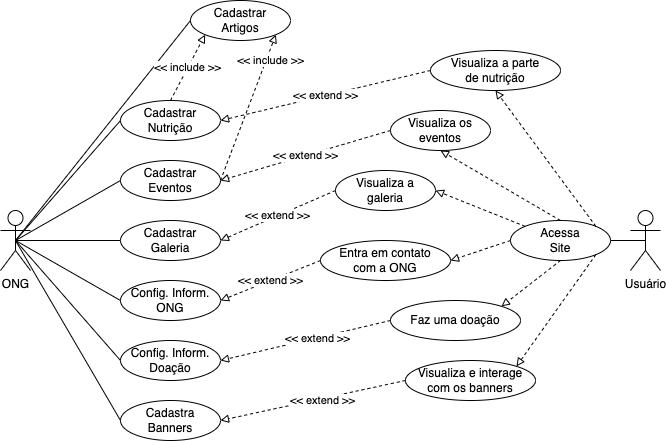 Cadastrar
Artigos
<< include >>
<< include >>
Visualiza a parte
de nutrição
<< extend >>
Cadastrar
Nutrição
Visualiza os
eventos
<< extend >>
Cadastrar
Eventos
Visualiza a
galeria
<< extend >>
Cadastrar
Galeria
Acessa
Site
Entra em contato
com a ONG
<< extend >>
ONG
Usuário
Config. Inform.
ONG
Faz uma doação
<< extend >>
Config. Inform.
Doação
Visualiza e interage
com os banners
<< extend >>
Cadastra
Banners